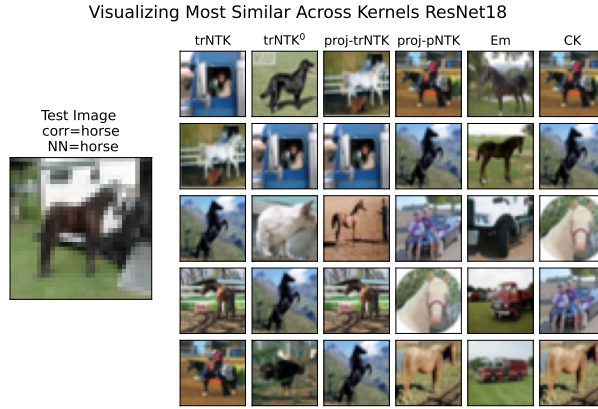 Visualizing Most Similar Across Kernels ResNet18
trNTK trNTK⁰ proj-trNTK proj-pNTK Em CK
Test Image
corr=horse
NN=horse